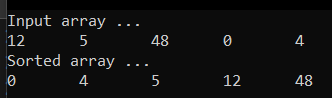 Input array ...
12 5 48 0 4
Sorted array ...
0 4 5 12 48